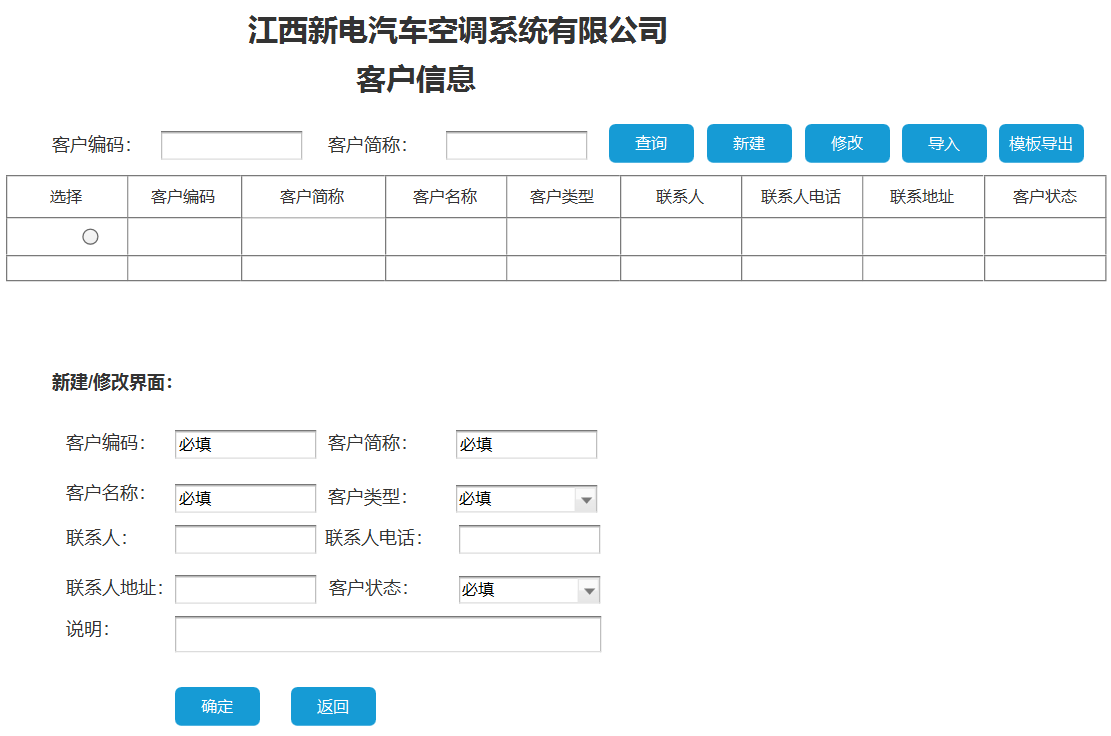 江西新电汽车空调系统有限公司
客户信息
客户编码： 客户简称： 查询 新建 修改 导入 模板导出
选择 客户编码 客户简称 客户名称 客户类型 联系人 联系人电话 联系地址 客户状态
新建/修改界面：
客户编码： 必填 客户简称： 必填
客户名称： 必填 客户类型： 必填
联系人： 联系人电话：
联系人地址： 客户状态： 必填
说明：
确定 返回